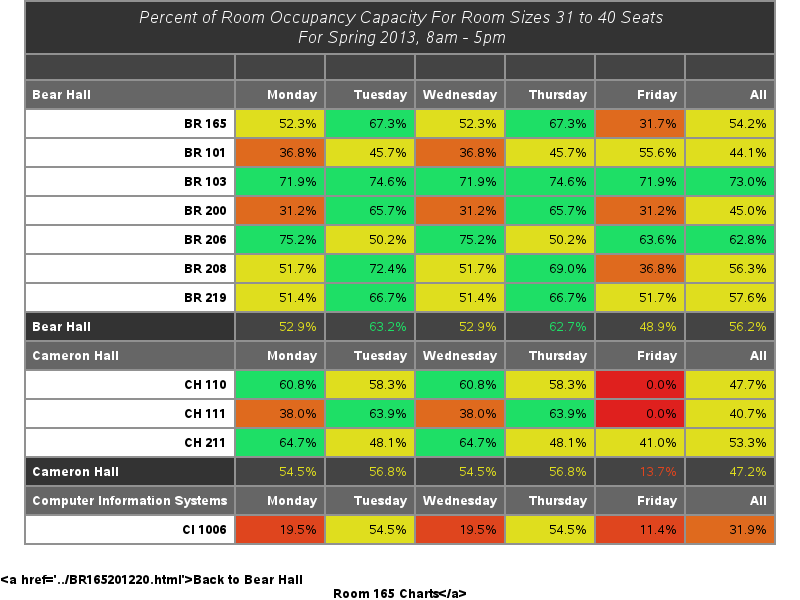 Percent of Room Occupancy Capacity For Room Sizes 31 to 40 Seats
For Spring 2013, 8am - 5pm
Bear Hall Monday Tuesday Wednesday Thursday Friday All
BR 165 52.3% 67.3% 52.3% 67.3% 31.7% 54.2%
BR 101 36.8% 45.7% 36.8% 45.7% 55.6% 44.1%
BR 103 71.9% 74.6% 71.9% 74.6% 71.9% 73.0%
BR 200 31.2% 65.7% 31.2% 65.7% 31.2% 45.0%
BR 206 75.2% 50.2% 75.2% 50.2% 63.6% 62.8%
BR 208 51.7% 72.4% 51.7% 69.0% 36.8% 56.3%
BR 219 51.4% 66.7% 51.4% 66.7% 51.7% 57.6%
Bear Hall 52.9% 63.2% 52.9% 62.7% 48.9% 56.2%
Cameron Hall Monday Tuesday Wednesday Thursday Friday All
CH 110 60.8% 58.3% 60.8% 58.3% 0.0% 47.7%
CH 111 38.0% 63.9% 38.0% 63.9% 0.0% 40.7%
CH 211 64.7% 48.1% 64.7% 48.1% 41.0% 53.3%
Cameron Hall 54.5% 56.8% 54.5% 56.8% 13.7% 47.2%
Computer Information Systems Monday Tuesday Wednesday Thursday Friday All
CI 1006 19.5% 54.5% 19.5% 54.5% 11.4% 31.9%
<a href='../BR165201220.html'>Back to Bear Hall
Room 165 Charts</a>